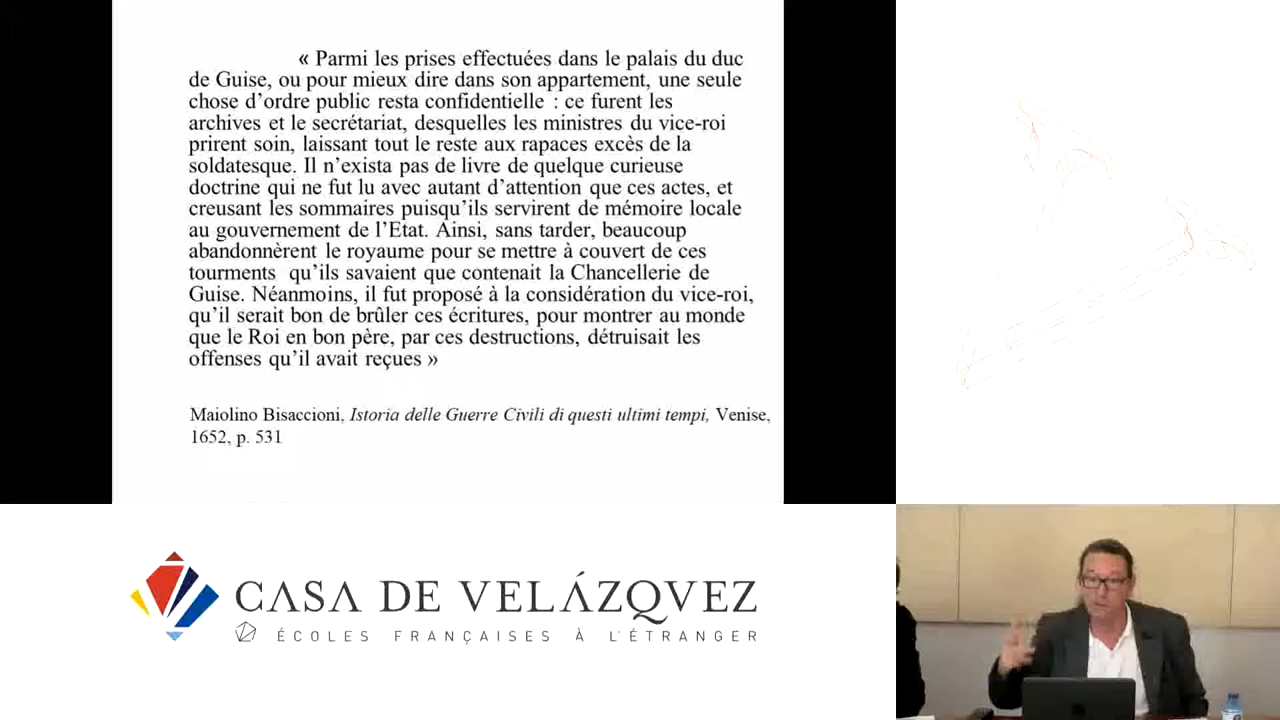 « Parmi les prises effectuées dans le palais du duc
de Guise, ou pour mieux dire dans son appartement, une seule
chose d’ordre public resta confidentielle : ce furent les
archives et le secrétariat, desquelles les ministres du vice-roi
prirent soin, laissant tout le reste aux rapaces excès de la
soldatesque. Il n’exista pas de livre de quelque curieuse
doctrine qui ne fut lu avec autant d’attention que ces actes, et
creusant les sommaires puisqu’ils servirent de mémoire locale
au gouvernement de l’Etat. Ainsi, sans tarder, beaucoup
abandonnèrent le royaume pour se mettre à couvert de ces
tourments qu’ils savaient que contenait la Chancellerie de
Guise. Néanmoins, il fut proposé à la considération du vice-roi,
qu’il serait bon de brûler ces écritures, pour montrer au monde
que le Roi en bon père, par ces destructions, détruisait les
offenses qu’il avait reçues »
Maiolino Bisaccioni, Istoria delle Guerre Civili di questi ultimi tempi, Venise,
1652, p. 531
CASA DE VELÁZQVEZ
ÉCOLES FRANÇAISES À L'ÉTRANGER